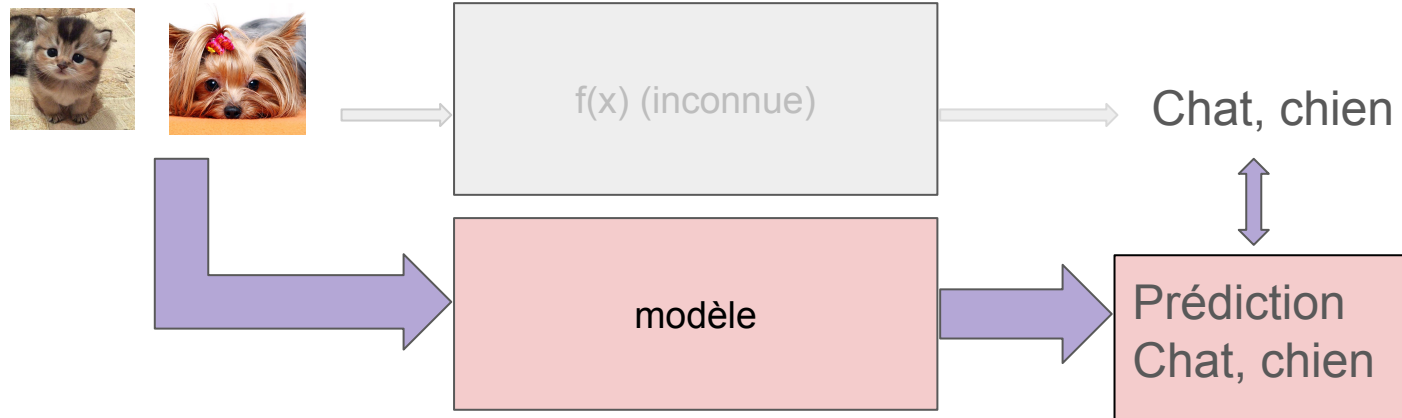 f(x) (inconnue)
Chat, chien
modèle
Prédiction
Chat, chien